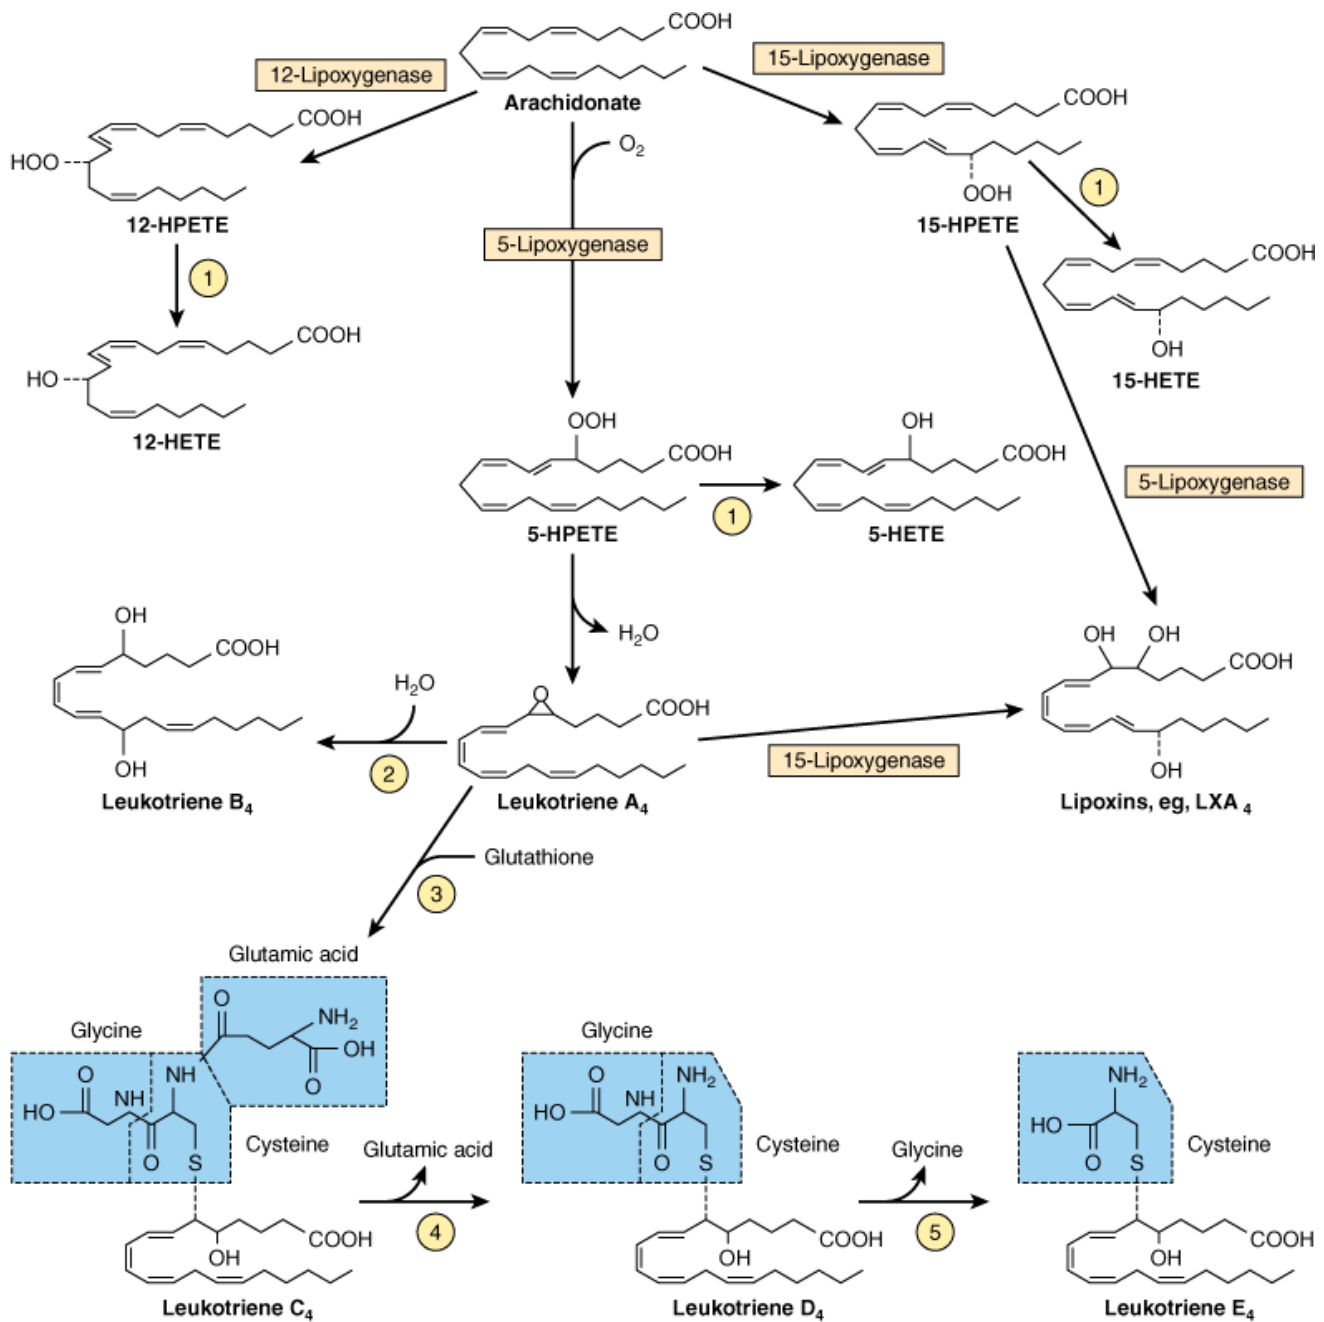 COOH
12-Lipoxygenase
15-Lipoxygenase
Arachidonate
COOH
HOO
12-HPETE
O2
COOH
OOH
15-HPETE
1
5-Lipoxygenase
1
COOH
HO
12-HETE
COOH
OH
15-HETE
OOH
COOH
5-HPETE
1
OH
COOH
5-HETE
5-Lipoxygenase
H2O
OH
COOH
OH
Leukotriene B4
H2O
2
O
COOH
Leukotriene A4
15-Lipoxygenase
OH
OH
COOH
OH
Lipoxins, eg, LXA 4
Glutathione
3
Glutamic acid
O
NH2
OH
O
Glycine
O
HO
NH
NH
O
S
Cysteine
OH
COOH
Leukotriene C4
Glutamic acid
4
Glycine
O
HO
NH
NH2
O
S
Cysteine
OH
COOH
Leukotriene D4
Glycine
5
NH2
HO
O
S
Cysteine
OH
COOH
Leukotriene E4